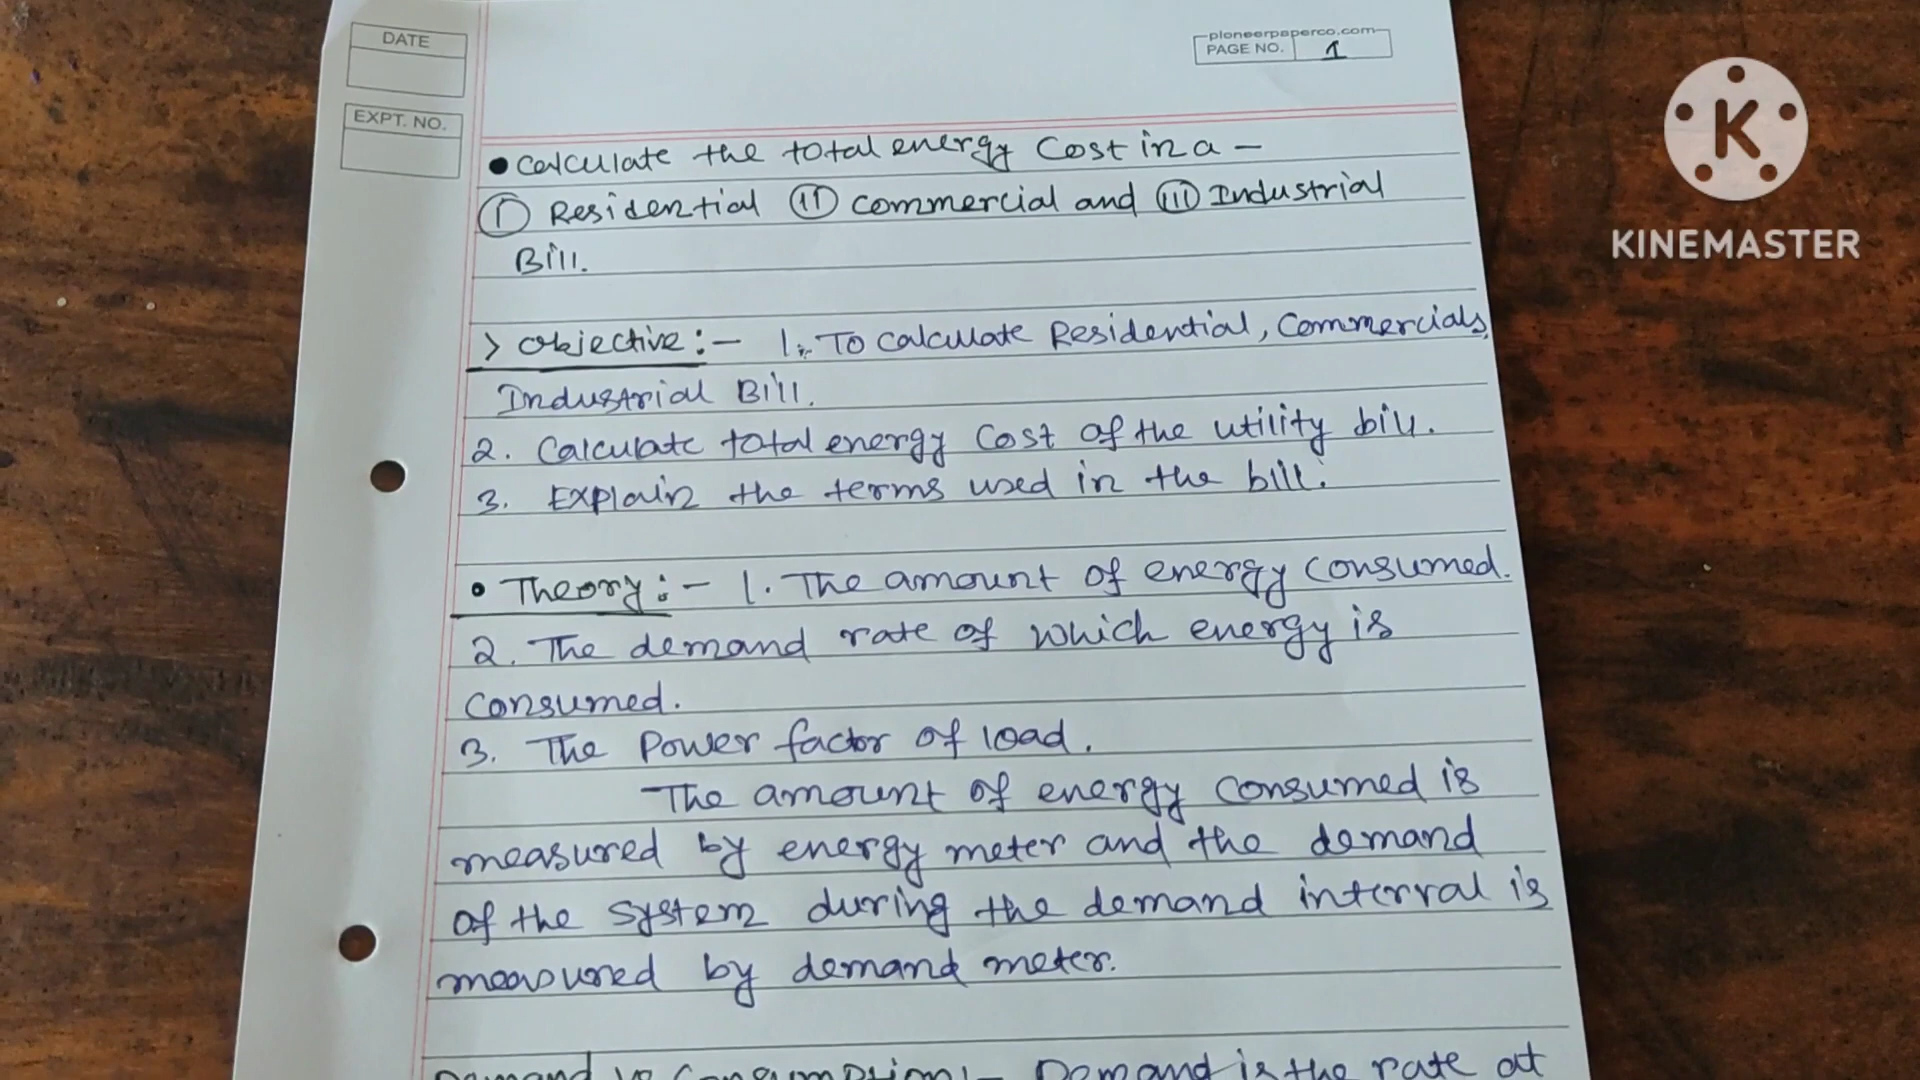 DATE
EXPT. NO.
pioneerpaperco.com
PAGE NO. 1
K
KINEMASTER
• Calculate the total energy Cost in a –
(I) Residential (II) Commercial and (III) Industrial
Bill.
> Objective:- 1. To calculate Residential, Commercials,
Industrial Bill.
2. Calculate total energy Cost of the utility bill.
3. Explain the terms used in the bill.
• Theory:- 1. The amount of energy consumed.
2. The demand rate of which energy is
consumed.
3. The Power factor of load.
The amount of energy consumed is
measured by energy meter and the demand
of the system during the demand interval is
measured by demand meter.
Demand vs Consumption:- Demand is the rate at